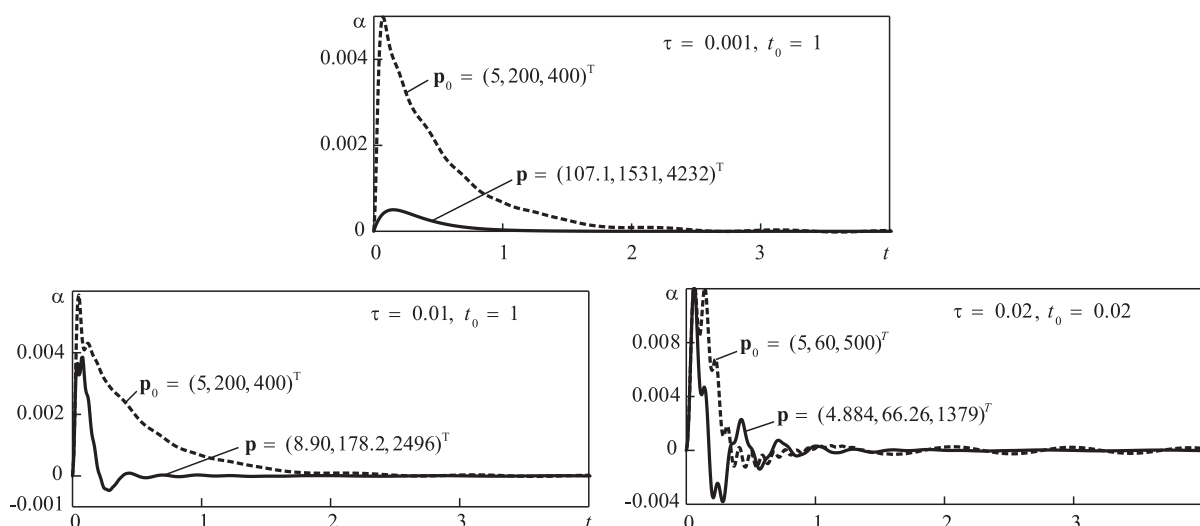 α
τ = 0.001, t₀ = 1
0.004
p₀ = (5, 200, 400)ᵀ
0.002
p = (107.1, 1531, 4232)ᵀ
0
0 1 2 3 t
α
τ = 0.01, t₀ = 1
0.004
p₀ = (5, 200, 400)ᵀ
0.002
p = (8.90, 178.2, 2496)ᵀ
0
-0.001
0 1 2 3 t
α
τ = 0.02, t₀ = 0.02
0.008
p₀ = (5, 60, 500)ᵀ
0.004
p = (4.884, 66.26, 1379)ᵀ
0
-0.004
0 1 2 3